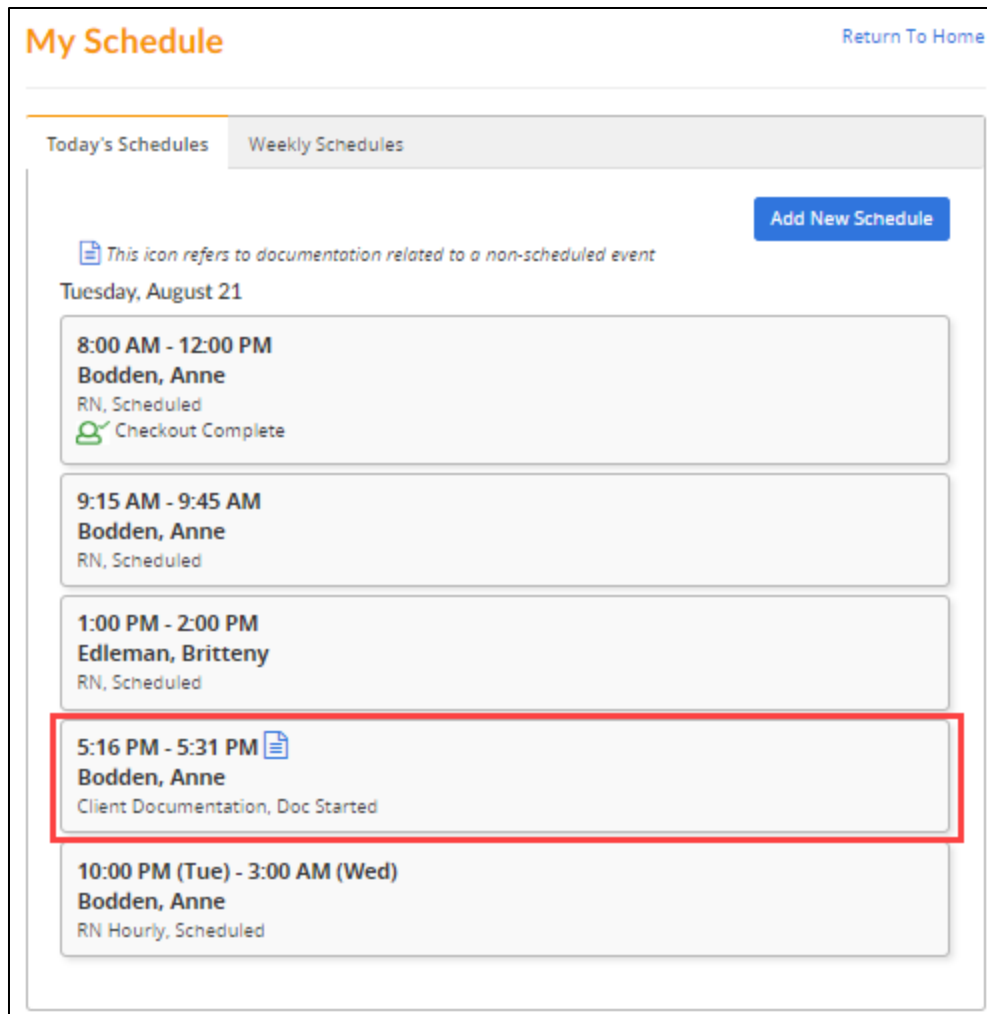 My Schedule
Return To Home
Today's Schedules
Weekly Schedules
Add New Schedule
This icon refers to documentation related to a non-scheduled event
Tuesday, August 21
8:00 AM - 12:00 PM
Bodden, Anne
RN, Scheduled
Checkout Complete
9:15 AM - 9:45 AM
Bodden, Anne
RN, Scheduled
1:00 PM - 2:00 PM
Edleman, Britteny
RN, Scheduled
5:16 PM - 5:31 PM
Bodden, Anne
Client Documentation, Doc Started
10:00 PM (Tue) - 3:00 AM (Wed)
Bodden, Anne
RN Hourly, Scheduled